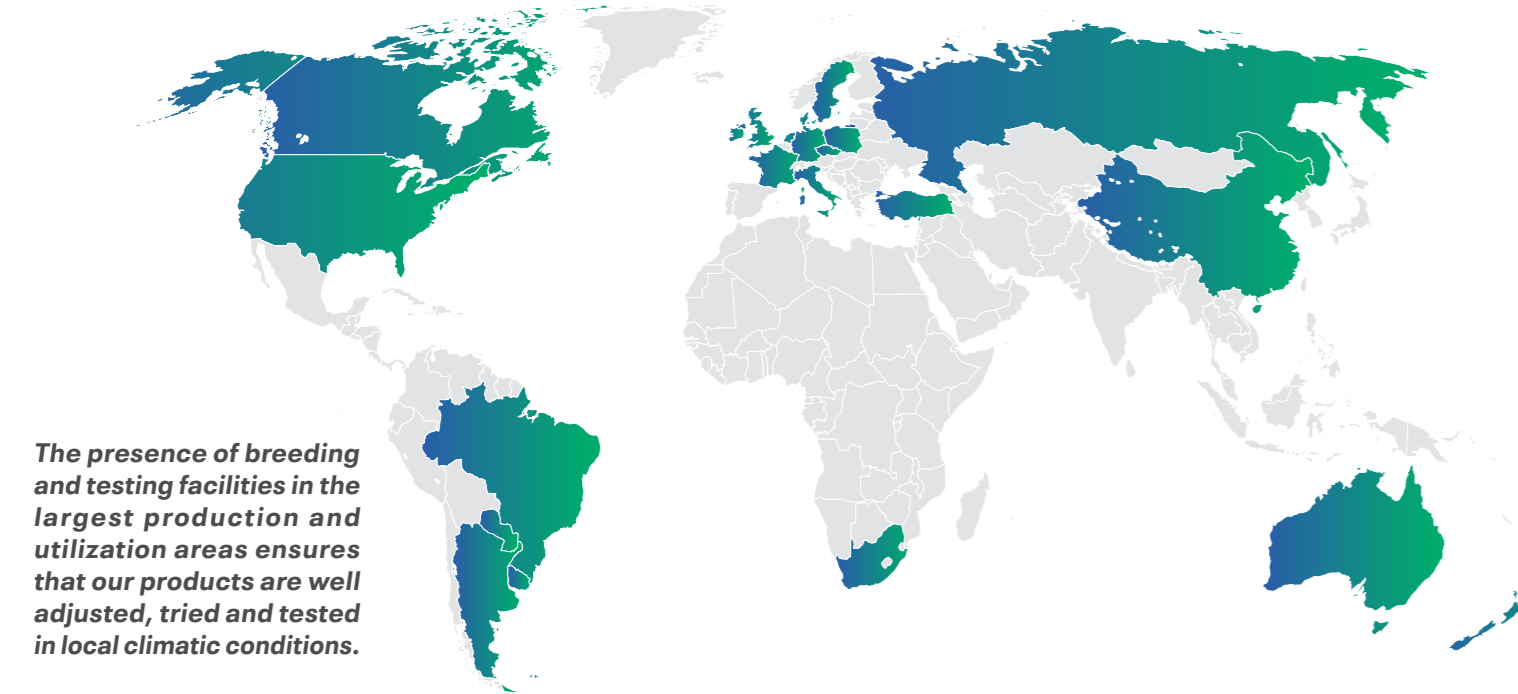 The presence of breeding
and testing facilities in the
largest production and
utilization areas ensures
that our products are well
adjusted, tried and tested
in local climatic conditions.